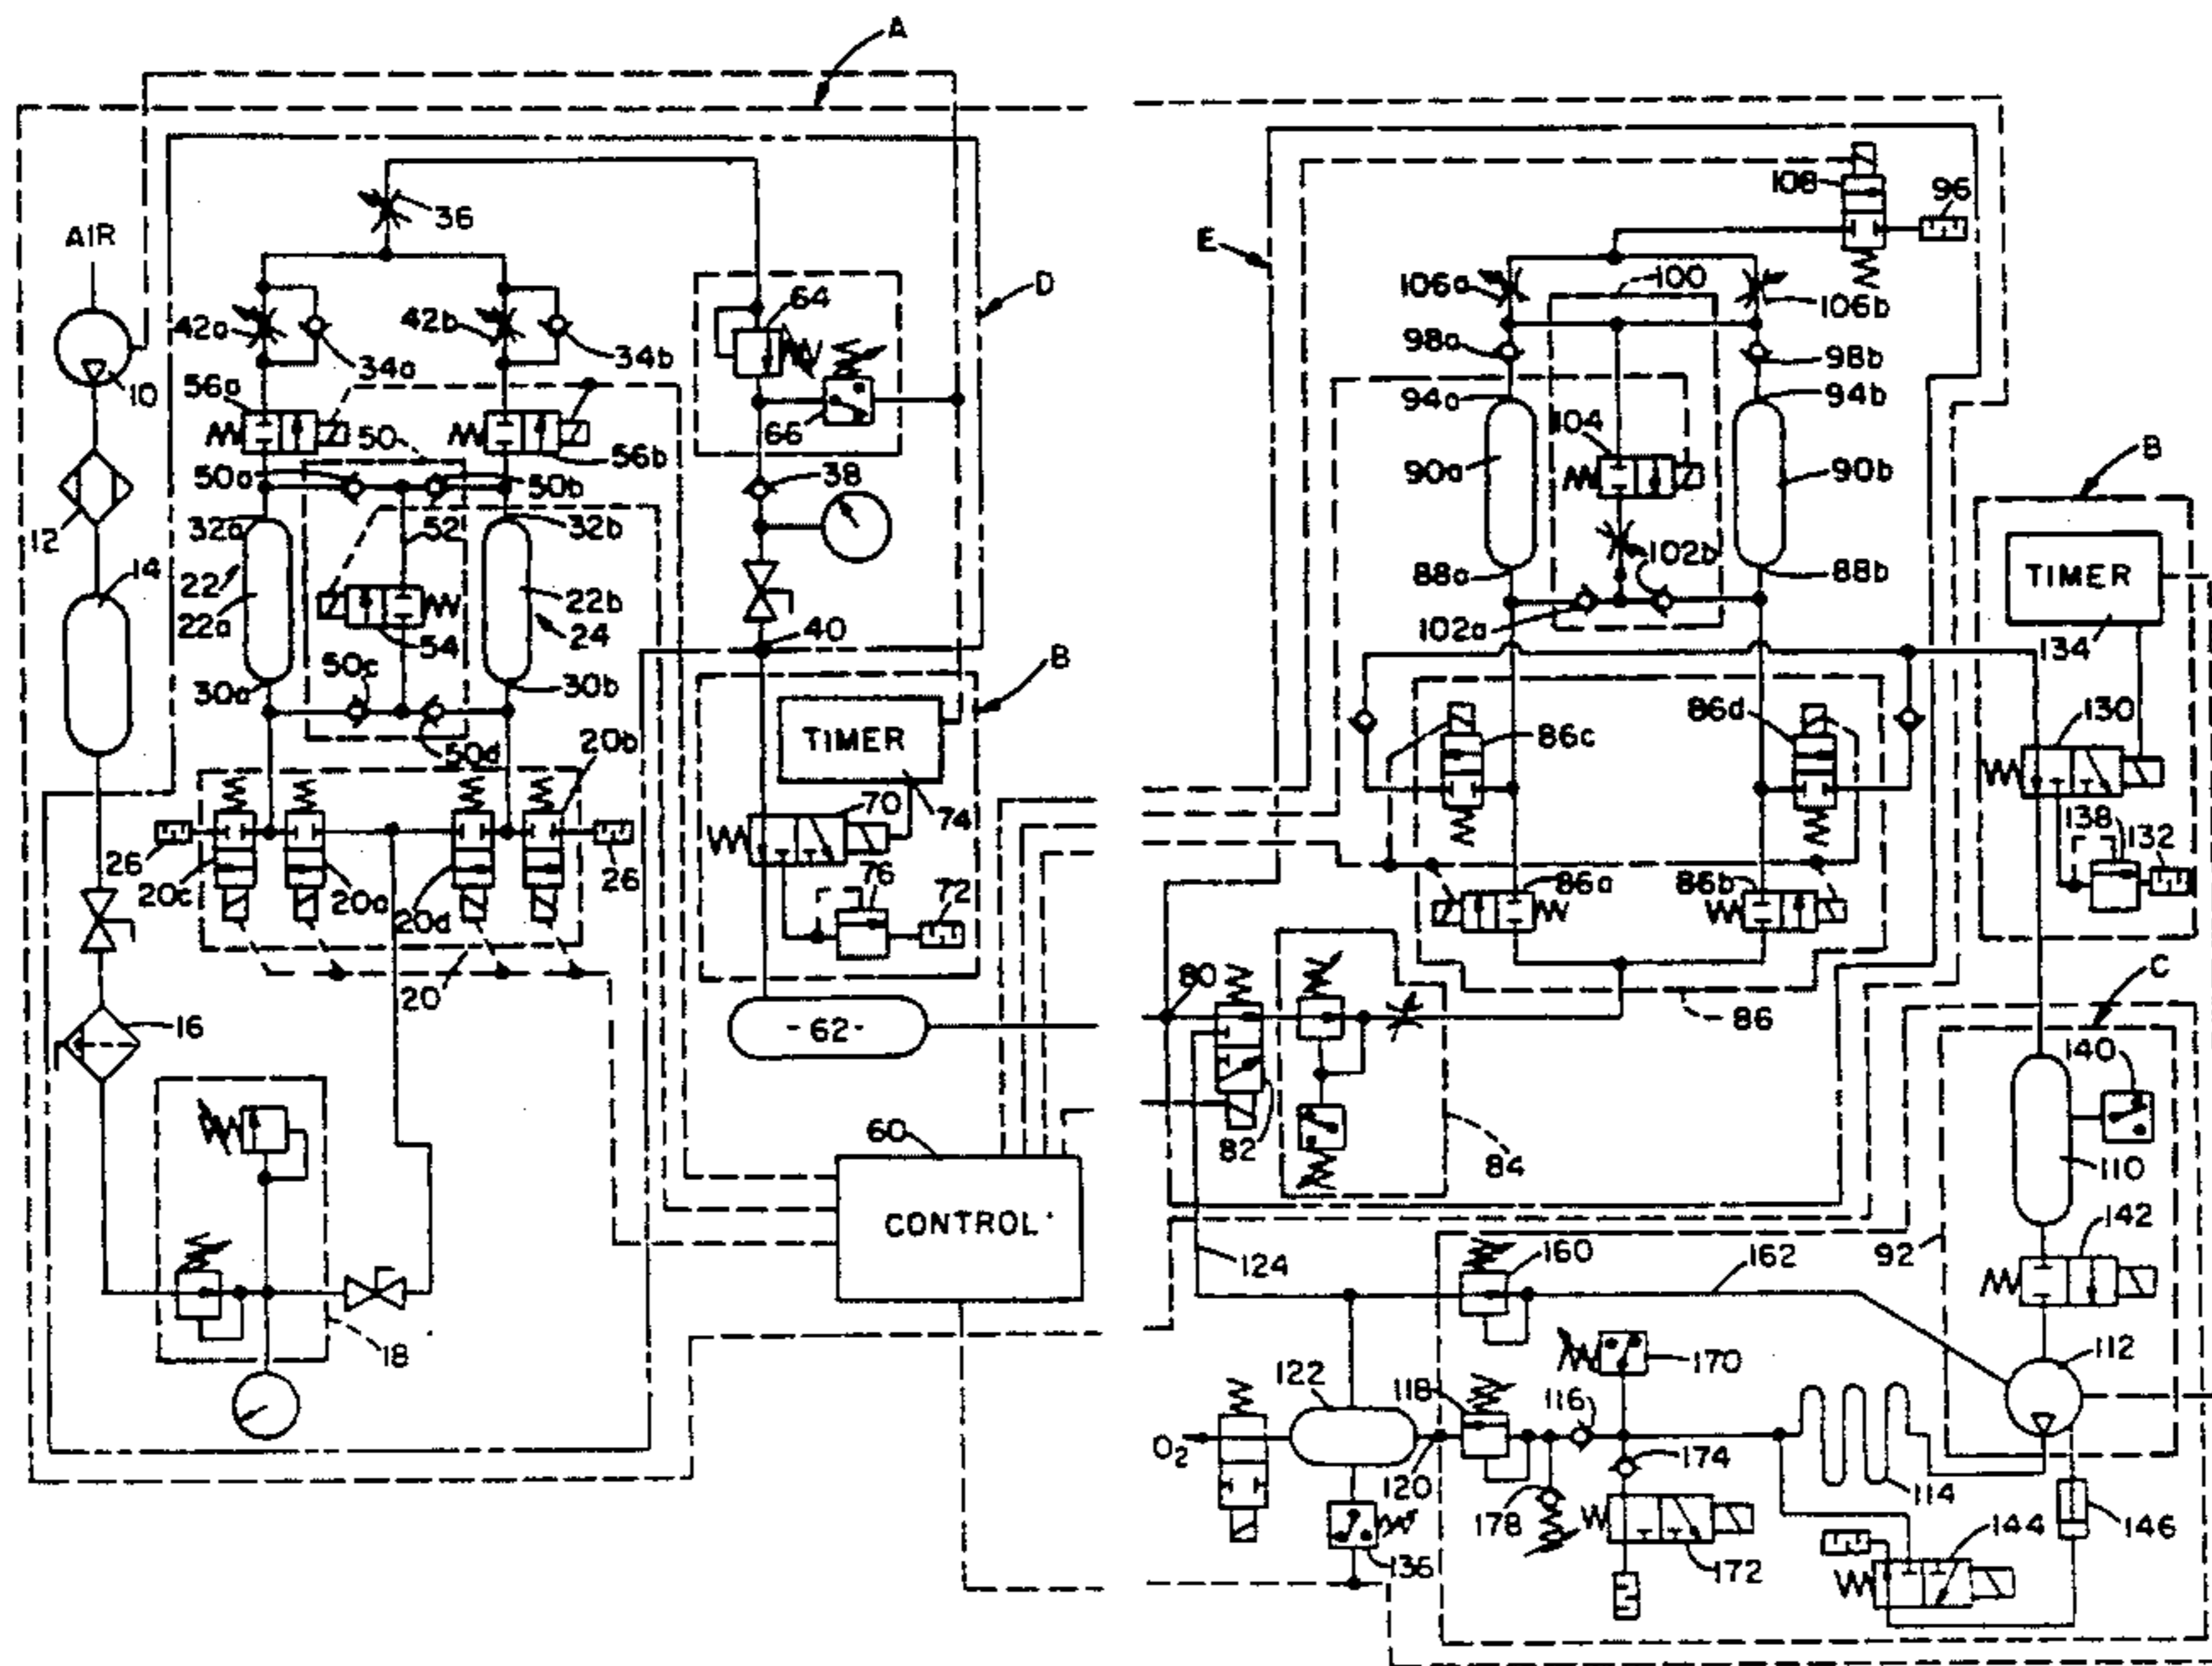 A
AIR
10
12
14
16
18
36
42a
34a
42b
34b
56a
50
56b
50a
50b
32a
32b
52
22
22a
22b
24
54
30a
50c
30b
50d
20b
26
20c
20a
20d
26
20
D
64
66
38
40
B
TIMER
74
70
76
72
-62-
60
CONTROL
E
108
96
106a
100
106b
98a
98b
94a
94b
104
90a
90b
102b
88a
88b
102a
B
TIMER
134
86c
86d
130
138
132
86a
86b
80
86
82
84
C
140
110
142
92
124
160
162
112
170
122
118
116
O2
120
174
114
178
136
172
144
146